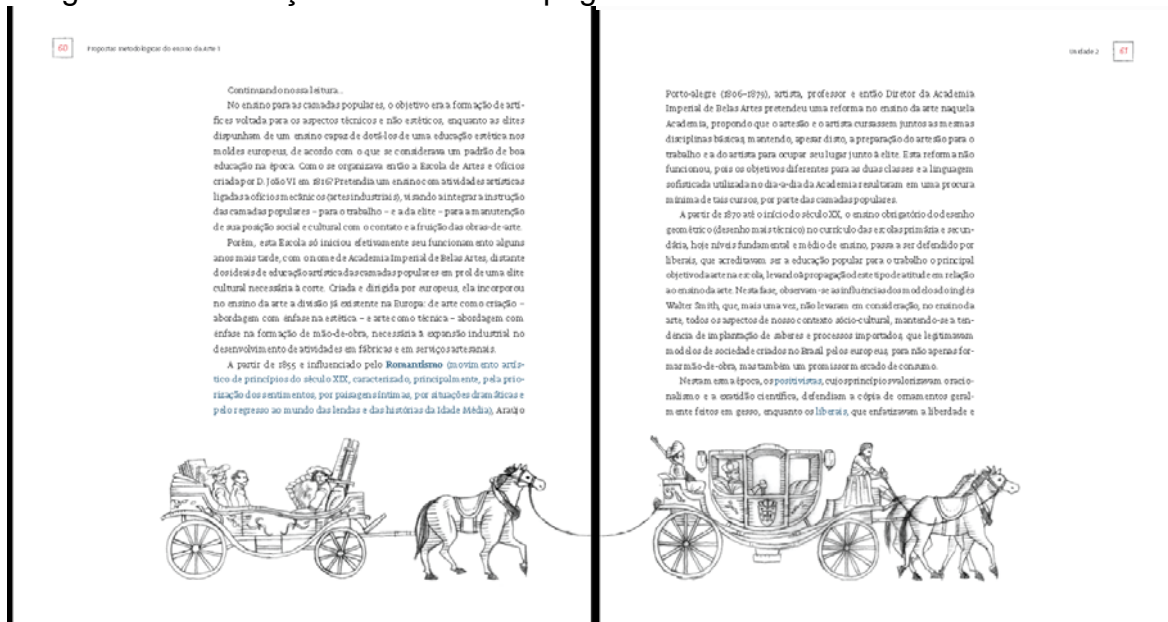 60
Propostas metodológicas do ensino da Arte 1
Continuando nossa leitura...
No ensino para as camadas populares, o objetivo era a formação de artí-
fices voltada para os aspectos técnicos e não estéticos, enquanto as elites
dispunham de um ensino capaz de dotá-los de uma educação estética nos
moldes europeus, de acordo com o que se considerava um padrão de boa
educação na época. Como se organizava então a Escola de Artes e Ofícios
criada por D. João VI em 1816? Pretendia um ensino com atividades artísticas
ligadas a ofícios mecânicos (artes industriais), visando a integrar a instrução
das camadas populares – para o trabalho – e a da elite – para a manutenção
de sua posição social e cultural com o contato e a fruição das obras-de-arte.
Porém, esta Escola só iniciou efetivamente seu funcionamento alguns
anos mais tarde, com o nome de Academia Imperial de Belas Artes, distante
dos ideais de educação artística das camadas populares em prol de uma elite
cultural necessária à corte. Criada e dirigida por europeus, ela incorporou
no ensino da arte a divisão já existente na Europa: de arte como criação –
abordagem com ênfase na estética – e arte como técnica – abordagem com
ênfase na formação de mão-de-obra, necessária à expansão industrial no
desenvolvimento de atividades em fábricas e em serviços artesanais.
A partir de 1855 e influenciado pelo Romantismo (movimento artís-
tico de princípios do século XIX, caracterizado, principalmente, pela prio-
rização dos sentimentos, por paisagens íntimas, por situações dramáticas e
pelo regresso ao mundo das lendas e das histórias da Idade Média), Araújo
Unidade 2
61
Porto-alegre (1806–1879), artista, professor e então Diretor da Academia
Imperial de Belas Artes pretendeu uma reforma no ensino da arte naquela
Academia, propondo que o artesão e o artista cursassem juntos as mesmas
disciplinas básicas, mantendo, apesar disto, a preparação do artesão para o
trabalho e a do artista para ocupar seu lugar junto à elite. Esta reforma não
funcionou, pois os objetivos diferentes para as duas classes e a linguagem
sofisticada utilizada no dia-a-dia da Academia resultaram em uma procura
mínima de tais cursos, por parte das camadas populares.
A partir de 1870 até o início do século XX, o ensino obrigatório do desenho
geométrico (desenho mais técnico) no currículo das escolas primária e secun-
dária, hoje níveis fundamental e médio de ensino, passa a ser defendido por
liberais, que acreditavam ser a educação popular para o trabalho o principal
objetivo da arte na escola, levando à propagação deste tipo de atitude em relação
ao ensino da arte. Nesta fase, observam-se as influências dos modelos do inglês
Walter Smith, que, mais uma vez, não levaram em consideração, no ensino da
arte, todos os aspectos de nosso contexto sócio-cultural, mantendo-se a ten-
dência de implantação de saberes e processos importados, que legitimavam
modelos de sociedade criados no Brasil pelos europeus, para não apenas for-
mar mão-de-obra, mas também um promissor mercado de consumo.
Nesta mesma época, os positivistas, cujos princípios valorizavam o racio-
nalismo e a exatidão científica, defendiam a cópia de ornamentos geral-
mente feitos em gesso, enquanto os liberais, que enfatizavam a liberdade e